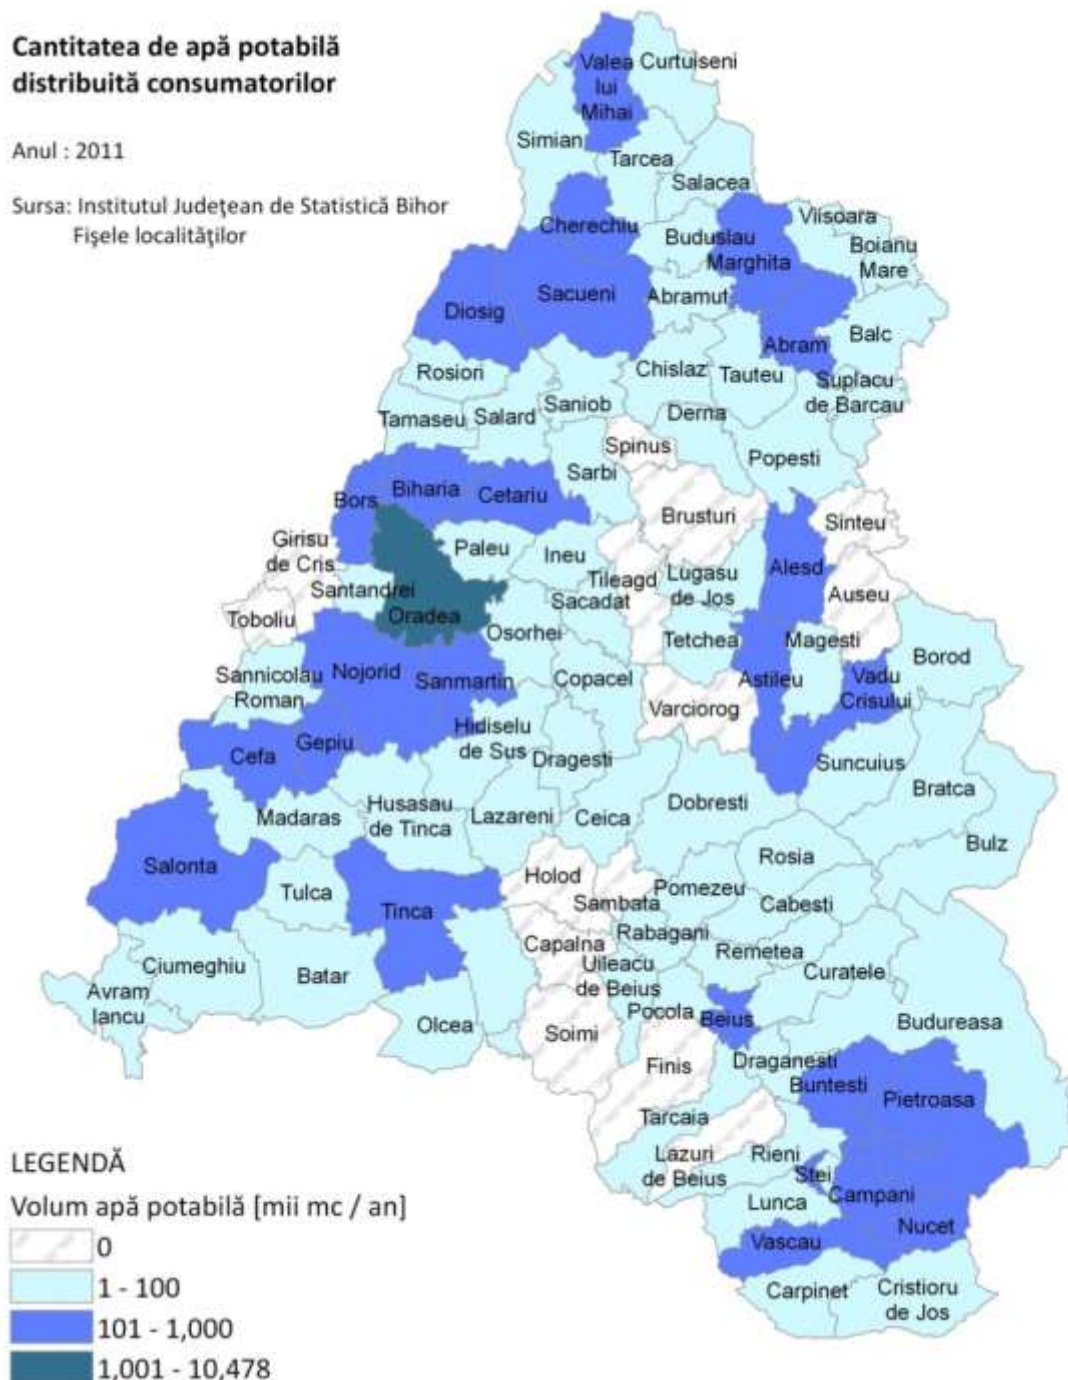 Cantitatea de apă potabilă
distribuită consumatorilor
Anul : 2011
Sursa: Institutul Județean de Statistică Bihor
Fişele localităţilor
Valea
lui
Mihai
Curtuiseni
Simian
Tarcea
Salacea
Cherechiu
Buduslau
Marghita
Viisoara
Boianu
Mare
Diosig
Sacueni
Abramut
Abram
Balc
Rosiori
Chislaz
Tauteu
Suplacu
de Barcau
Tamaseu
Salard
Saniob
Derna
Spinus
Sarbi
Popesti
Bors
Biharia
Cetariu
Brusturi
Sinteu
Girisu
de Cris
Paleu
Ineu
Tileagd
Lugasu
de Jos
Alesd
Auseu
Toboliu
Santandrei
Oradea
Sacadat
Osorhei
Tetchea
Magesti
Borod
Sannicolau
Roman
Nojorid
Sanmartin
Copacel
Varciorog
Astileu
Vadu
Crisului
Cefa
Gepiu
Hidiselu
de Sus
Dragesti
Suncuius
Bratca
Madaras
Husasau
de Tinca
Lazareni
Ceica
Dobresti
Bulz
Salonta
Tulca
Tinca
Holod
Sambata
Pomezeu
Rosia
Cabesti
Ciumeghiu
Batar
Capalna
Rabagani
Remetea
Curatele
Avram
Iancu
Uileacu
de Beius
Olcea
Soimi
Pocola
Beius
Budureasa
Finis
Draganesti
Buntesti
Pietroasa
Tarcaia
Lazuri
de Beius
Rieni
Stei
Campani
Lunca
Nucet
Vascau
Carpinet
Cristioru
de Jos
LEGENDĂ
Volum apă potabilă [mii mc / an]
0
1 - 100
101 - 1,000
1,001 - 10,478